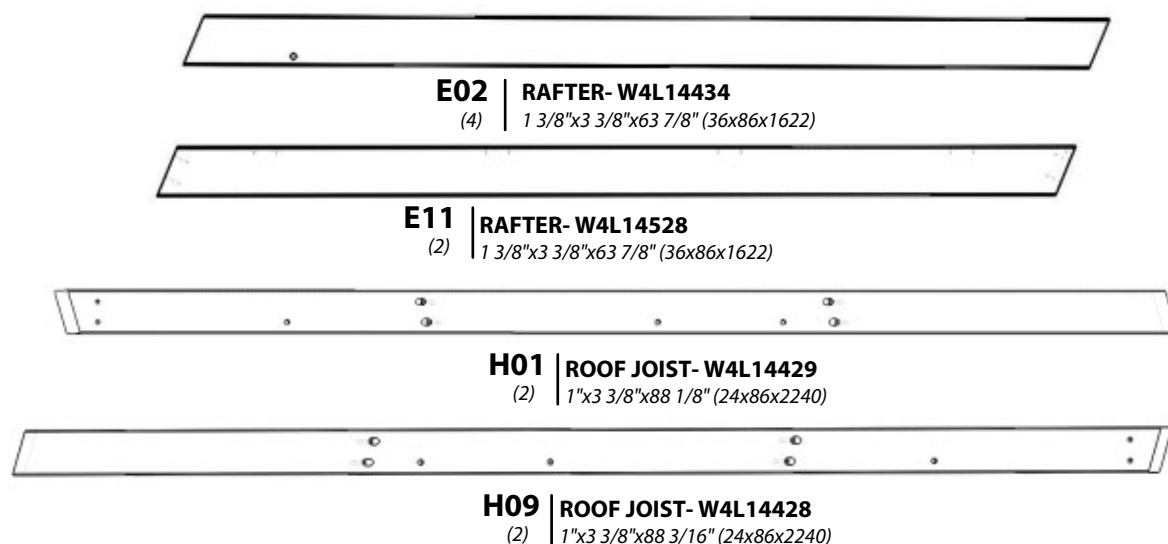 E02 RAFTER- W4L14434
(4) 1 3/8"x3 3/8"x63 7/8" (36x86x1622)
E11 RAFTER- W4L14528
(2) 1 3/8"x3 3/8"x63 7/8" (36x86x1622)
H01 ROOF JOIST- W4L14429
(2) 1"x3 3/8"x88 1/8" (24x86x2240)
H09 ROOF JOIST- W4L14428
(2) 1"x3 3/8"x88 3/16" (24x86x2240)